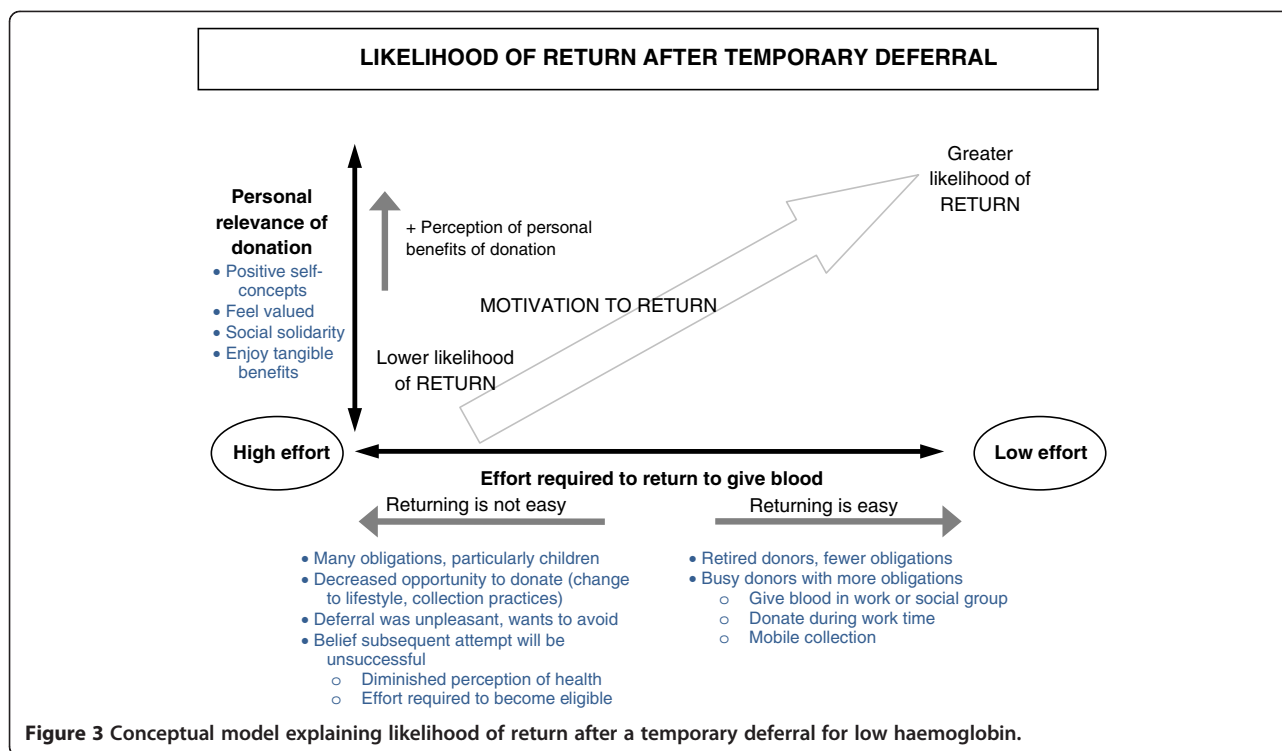 LIKELIHOOD OF RETURN AFTER TEMPORARY DEFERRAL
Greater
likelihood of
RETURN
Personal
relevance of
donation
• Positive self-
concepts
• Feel valued
• Social solidarity
• Enjoy tangible
benefits
+ Perception of personal
benefits of donation
MOTIVATION TO RETURN
Lower likelihood
of RETURN
High effort
Low effort
Effort required to return to give blood
Returning is not easy
Returning is easy
• Many obligations, particularly children
• Decreased opportunity to donate (change
to lifestyle, collection practices)
• Deferral was unpleasant, wants to avoid
• Belief subsequent attempt will be
unsuccessful
o Diminished perception of health
o Effort required to become eligible
• Retired donors, fewer obligations
• Busy donors with more obligations
o Give blood in work or social group
o Donate during work time
o Mobile collection
Figure 3 Conceptual model explaining likelihood of return after a temporary deferral for low haemoglobin.